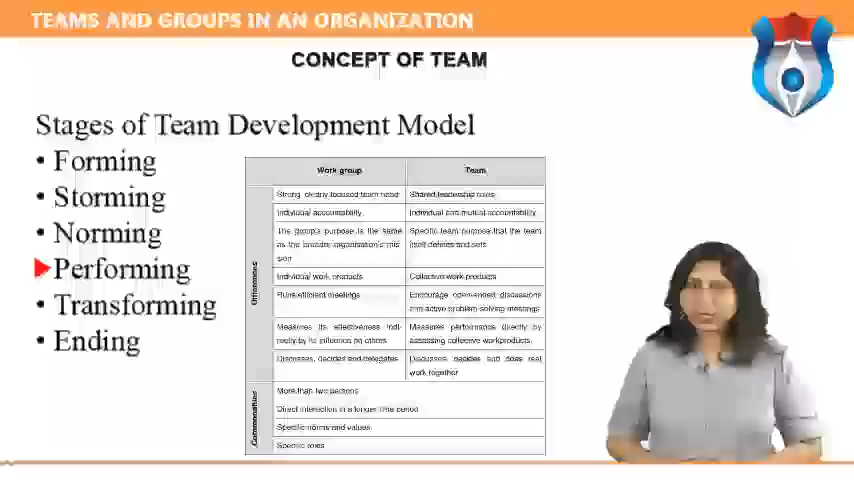 TEAMS AND GROUPS IN AN ORGANIZATION
CONCEPT OF TEAM
Stages of Team Development Model
• Forming
• Storming
• Norming
Performing
• Transforming
• Ending
Work group
Team
Differences
Strong, clearly focused team head
Shared leadership roles
Individual accountability
Individual and mutual accountability
The group's purpose is the same
as the broader organisation's mis-
sion
Specific team purpose that the team
itself defines and sets
Individual work products
Collective work products
Runs efficient meetings
Encourage open-ended discussions
and active problem-solving meetings
Measures its effectiveness indi-
rectly by its influence on others
Measures performance directly by
assessing collective workproducts
Discusses, decides and delegates
Discusses, decides and does real
work together
Commonalities
More than two persons
Direct interaction in a longer time period
Specific norms and values
Specific roles